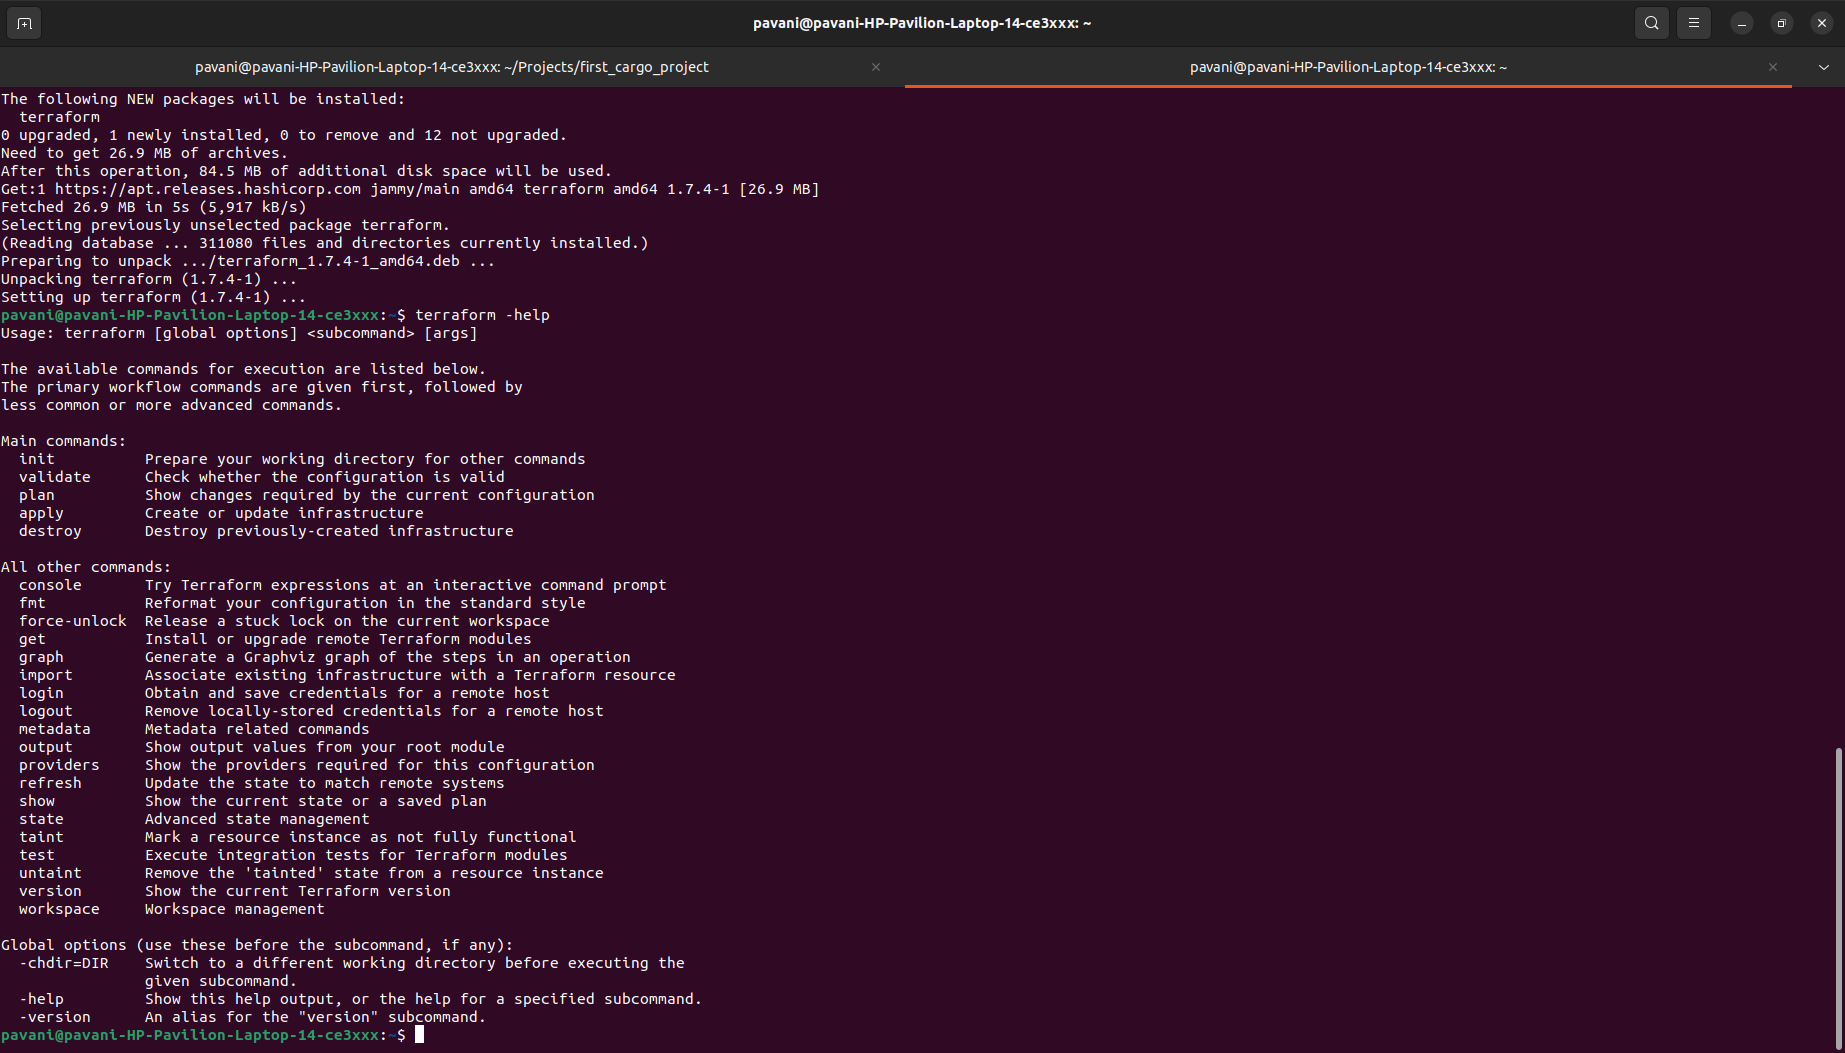 pavani@pavani-HP-Pavilion-Laptop-14-ce3xxx: ~
pavani@pavani-HP-Pavilion-Laptop-14-ce3xxx: ~/Projects/first_cargo_project
pavani@pavani-HP-Pavilion-Laptop-14-ce3xxx: ~
The following NEW packages will be installed:
  terraform
0 upgraded, 1 newly installed, 0 to remove and 12 not upgraded.
Need to get 26.9 MB of archives.
After this operation, 84.5 MB of additional disk space will be used.
Get:1 https://apt.releases.hashicorp.com jammy/main amd64 terraform amd64 1.7.4-1 [26.9 MB]
Fetched 26.9 MB in 5s (5,917 kB/s)
Selecting previously unselected package terraform.
(Reading database ... 311080 files and directories currently installed.)
Preparing to unpack .../terraform_1.7.4-1_amd64.deb ...
Unpacking terraform (1.7.4-1) ...
Setting up terraform (1.7.4-1) ...
pavani@pavani-HP-Pavilion-Laptop-14-ce3xxx:~$ terraform -help
Usage: terraform [global options] <subcommand> [args]

The available commands for execution are listed below.
The primary workflow commands are given first, followed by
less common or more advanced commands.

Main commands:
  init          Prepare your working directory for other commands
  validate      Check whether the configuration is valid
  plan          Show changes required by the current configuration
  apply         Create or update infrastructure
  destroy       Destroy previously-created infrastructure

All other commands:
  console       Try Terraform expressions at an interactive command prompt
  fmt           Reformat your configuration in the standard style
  force-unlock  Release a stuck lock on the current workspace
  get           Install or upgrade remote Terraform modules
  graph         Generate a Graphviz graph of the steps in an operation
  import        Associate existing infrastructure with a Terraform resource
  login         Obtain and save credentials for a remote host
  logout        Remove locally-stored credentials for a remote host
  metadata      Metadata related commands
  output        Show output values from your root module
  providers     Show the providers required for this configuration
  refresh       Update the state to match remote systems
  show          Show the current state or a saved plan
  state         Advanced state management
  taint         Mark a resource instance as not fully functional
  test          Execute integration tests for Terraform modules
  untaint       Remove the 'tainted' state from a resource instance
  version       Show the current Terraform version
  workspace     Workspace management

Global options (use these before the subcommand, if any):
  -chdir=DIR    Switch to a different working directory before executing the
                given subcommand.
  -help         Show this help output, or the help for a specified subcommand.
  -version      An alias for the "version" subcommand.
pavani@pavani-HP-Pavilion-Laptop-14-ce3xxx:~$